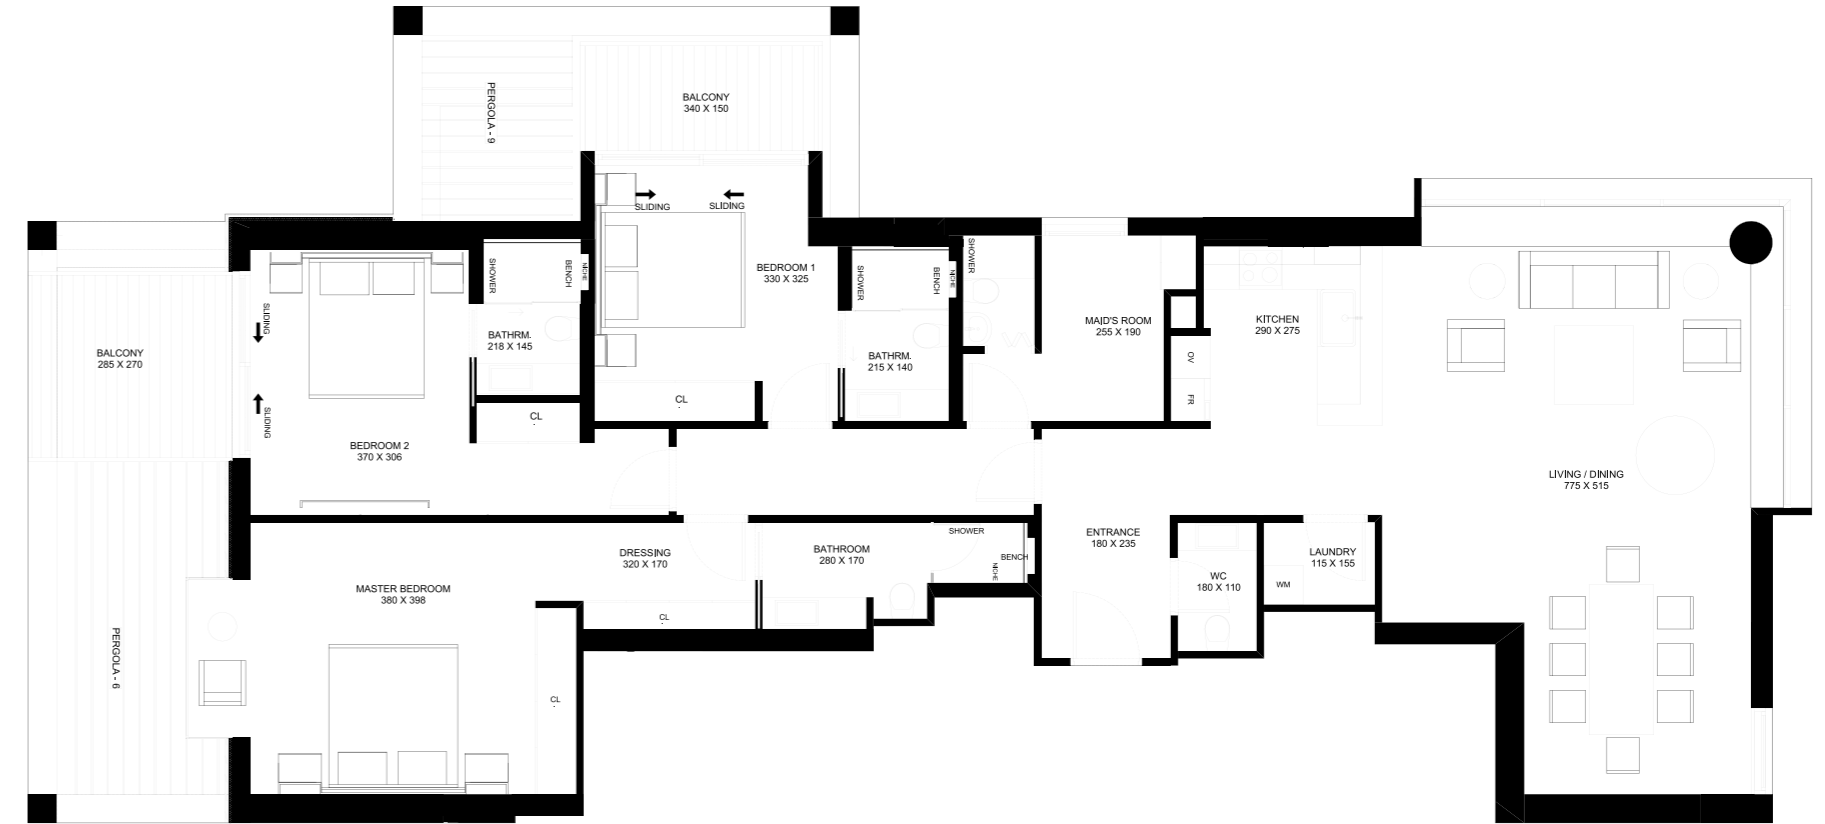 PERGOLA - 9
BALCONY
340 X 150
SLIDING
SLIDING
BEDROOM 1
330 X 325
CL
BALCONY
285 X 270
SLIDING
SLIDING
BEDROOM 2
370 X 306
SHOWER
BENCH
NICHE
BATHRM.
218 X 145
CL
SHOWER
BENCH
NICHE
BATHRM.
215 X 140
SHOWER
MAID'S ROOM
255 X 190
KITCHEN
290 X 275
OV
FR
LIVING / DINING
775 X 515
PERGOLA - 6
MASTER BEDROOM
380 X 398
CL
DRESSING
320 X 170
CL
BATHROOM
280 X 170
SHOWER
BENCH
NICHE
ENTRANCE
180 X 235
WC
180 X 110
LAUNDRY
115 X 155
WM